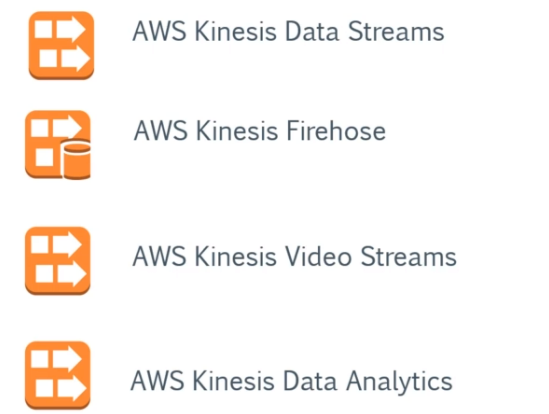 AWS Kinesis Data Streams
AWS Kinesis Firehose
AWS Kinesis Video Streams
AWS Kinesis Data Analytics